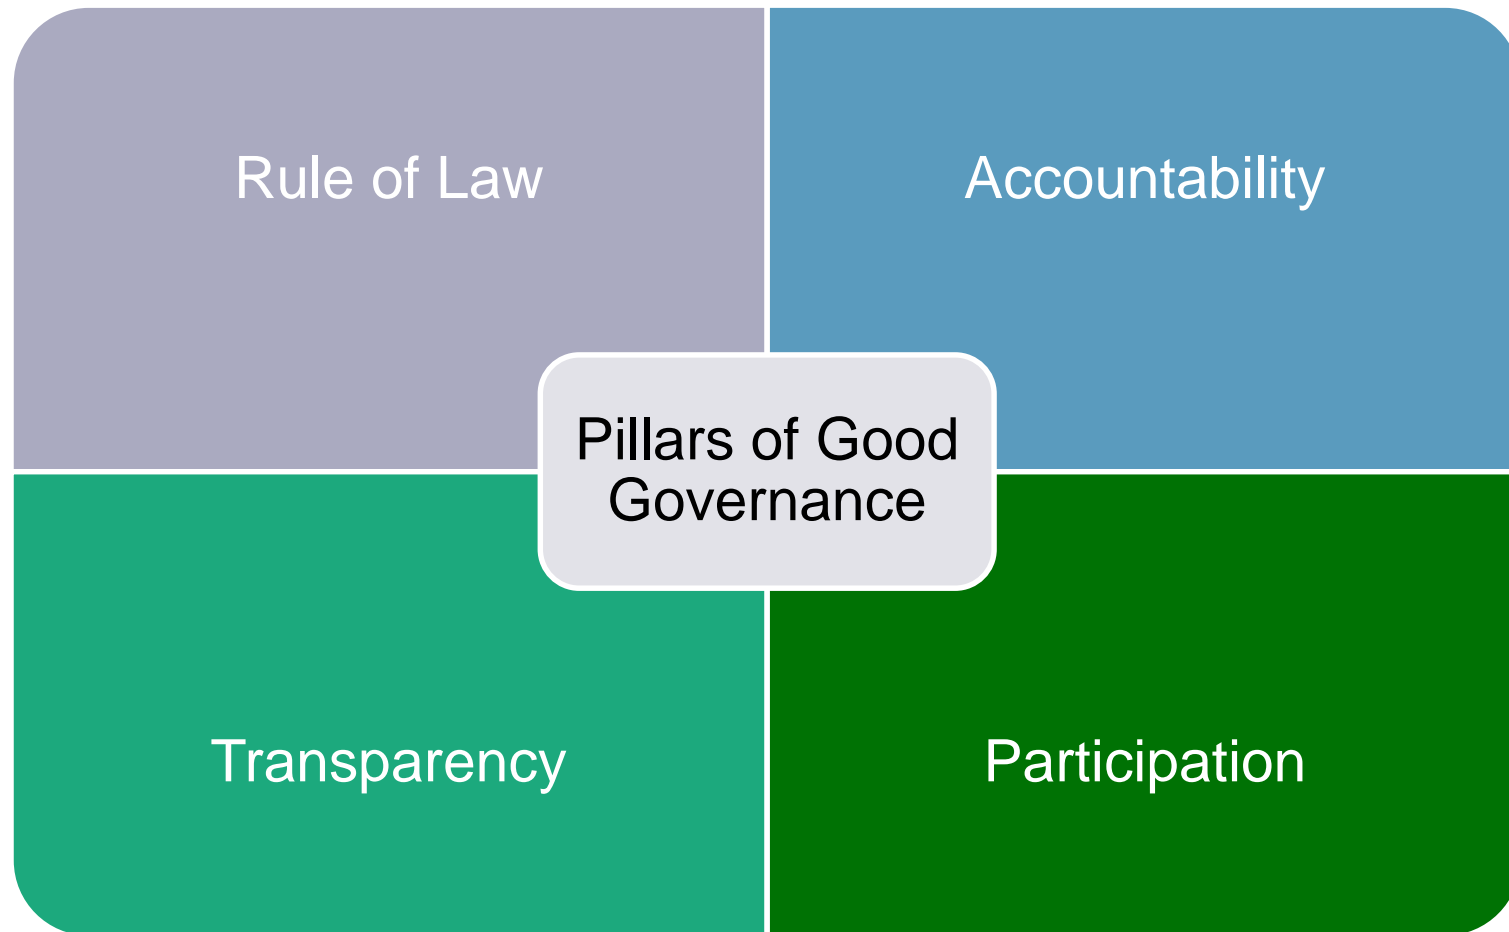 Rule of Law
Accountability
Pillars of Good
Governance
Transparency
Participation